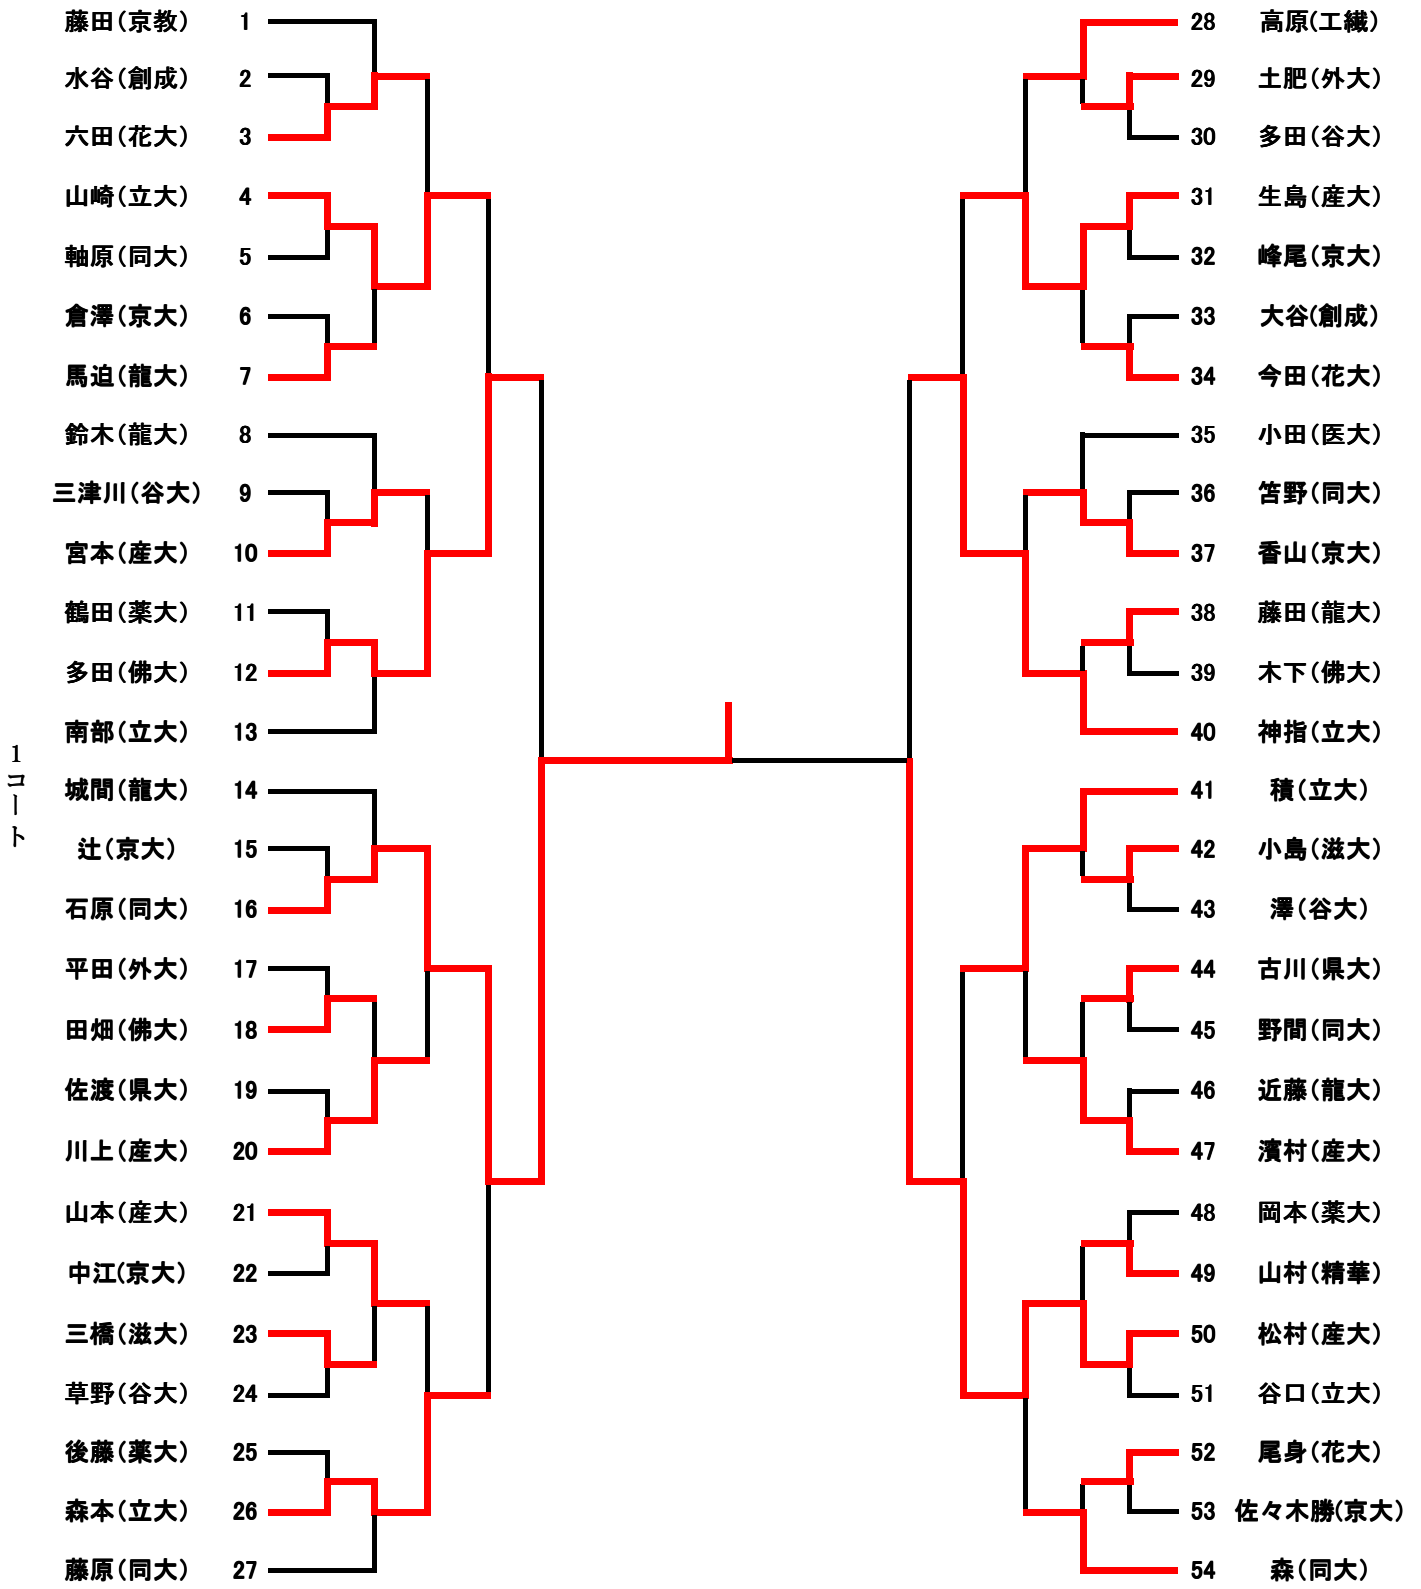 藤田(京教) 1
水谷(創成) 2
六田(花大) 3
山崎(立大) 4
軸原(同大) 5
倉澤(京大) 6
馬迫(龍大) 7
鈴木(龍大) 8
三津川(谷大) 9
宮本(産大) 10
鶴田(薬大) 11
多田(佛大) 12
南部(立大) 13
1コート
城間(龍大) 14
辻(京大) 15
石原(同大) 16
平田(外大) 17
田畑(佛大) 18
佐渡(県大) 19
川上(産大) 20
山本(産大) 21
中江(京大) 22
三橋(滋大) 23
草野(谷大) 24
後藤(薬大) 25
森本(立大) 26
藤原(同大) 27
28 高原(工繊)
29 土肥(外大)
30 多田(谷大)
31 生島(産大)
32 峰尾(京大)
33 大谷(創成)
34 今田(花大)
35 小田(医大)
36 笘野(同大)
37 香山(京大)
38 藤田(龍大)
39 木下(佛大)
40 神指(立大)
41 積(立大)
42 小島(滋大)
43 澤(谷大)
44 古川(県大)
45 野間(同大)
46 近藤(龍大)
47 濱村(産大)
48 岡本(薬大)
49 山村(精華)
50 松村(産大)
51 谷口(立大)
52 尾身(花大)
53 佐々木勝(京大)
54 森(同大)